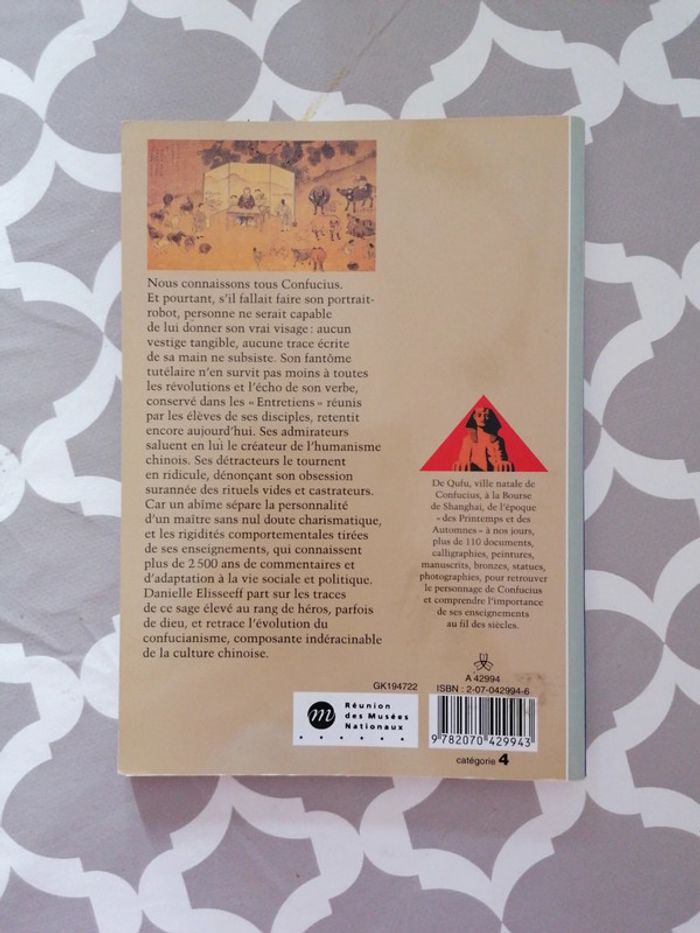 Nous connaissons tous Confucius.
Et pourtant, s'il fallait faire son portrait-
robot, personne ne serait capable
de lui donner son vrai visage : aucun
vestige tangible, aucune trace écrite
de sa main ne subsiste. Son fantôme
tutélaire n'en survit pas moins à toutes
les révolutions et l'écho de son verbe,
conservé dans les « Entretiens » réunis
par les élèves de ses disciples, retentit
encore aujourd'hui. Ses admirateurs
saluent en lui le créateur de l'humanisme
chinois. Ses détracteurs le tournent
en ridicule, dénonçant son obsession
surannée des rituels vides et castrateurs.
Car un abîme sépare la personnalité
d'un maître sans nul doute charismatique,
et les rigidités comportementales tirées
de ses enseignements, qui connaissent
plus de 2 500 ans de commentaires et
d'adaptation à la vie sociale et politique.
Danielle Elisseeff part sur les traces
de ce sage élevé au rang de héros, parfois
de dieu, et retrace l'évolution du
confucianisme, composante indéracinable
de la culture chinoise.
De Qufu, ville natale de
Confucius, à la Bourse
de Shanghai, de l'époque
« des Printemps et des
Automnes » à nos jours,
plus de 110 documents,
calligraphies, peintures,
manuscrits, bronzes, statues,
photographies, pour retrouver
le personnage de Confucius
et comprendre l'importance
de ses enseignements
au fil des siècles.
GK194722
m
Réunion
des Musées
Nationaux
A 42994
ISBN : 2-07-042994-6
9 782070 429943
catégorie 4